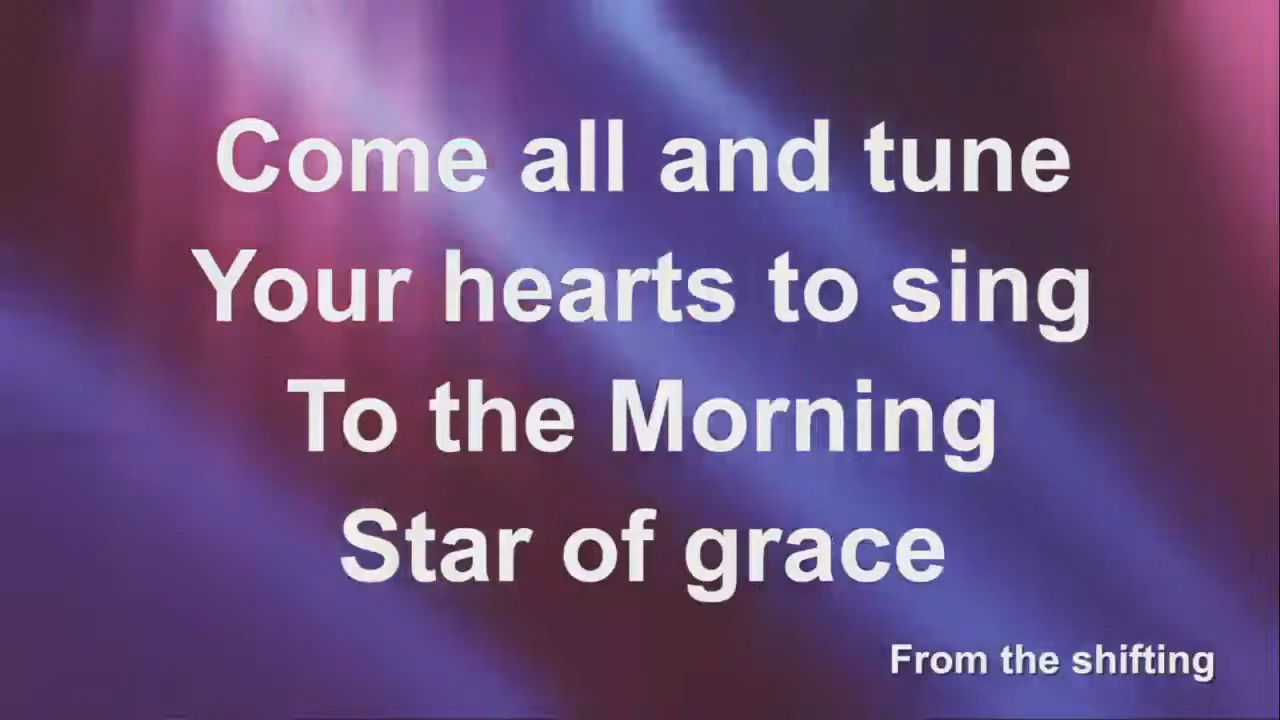 Come all and tune
Your hearts to sing
To the Morning
Star of grace
From the shifting